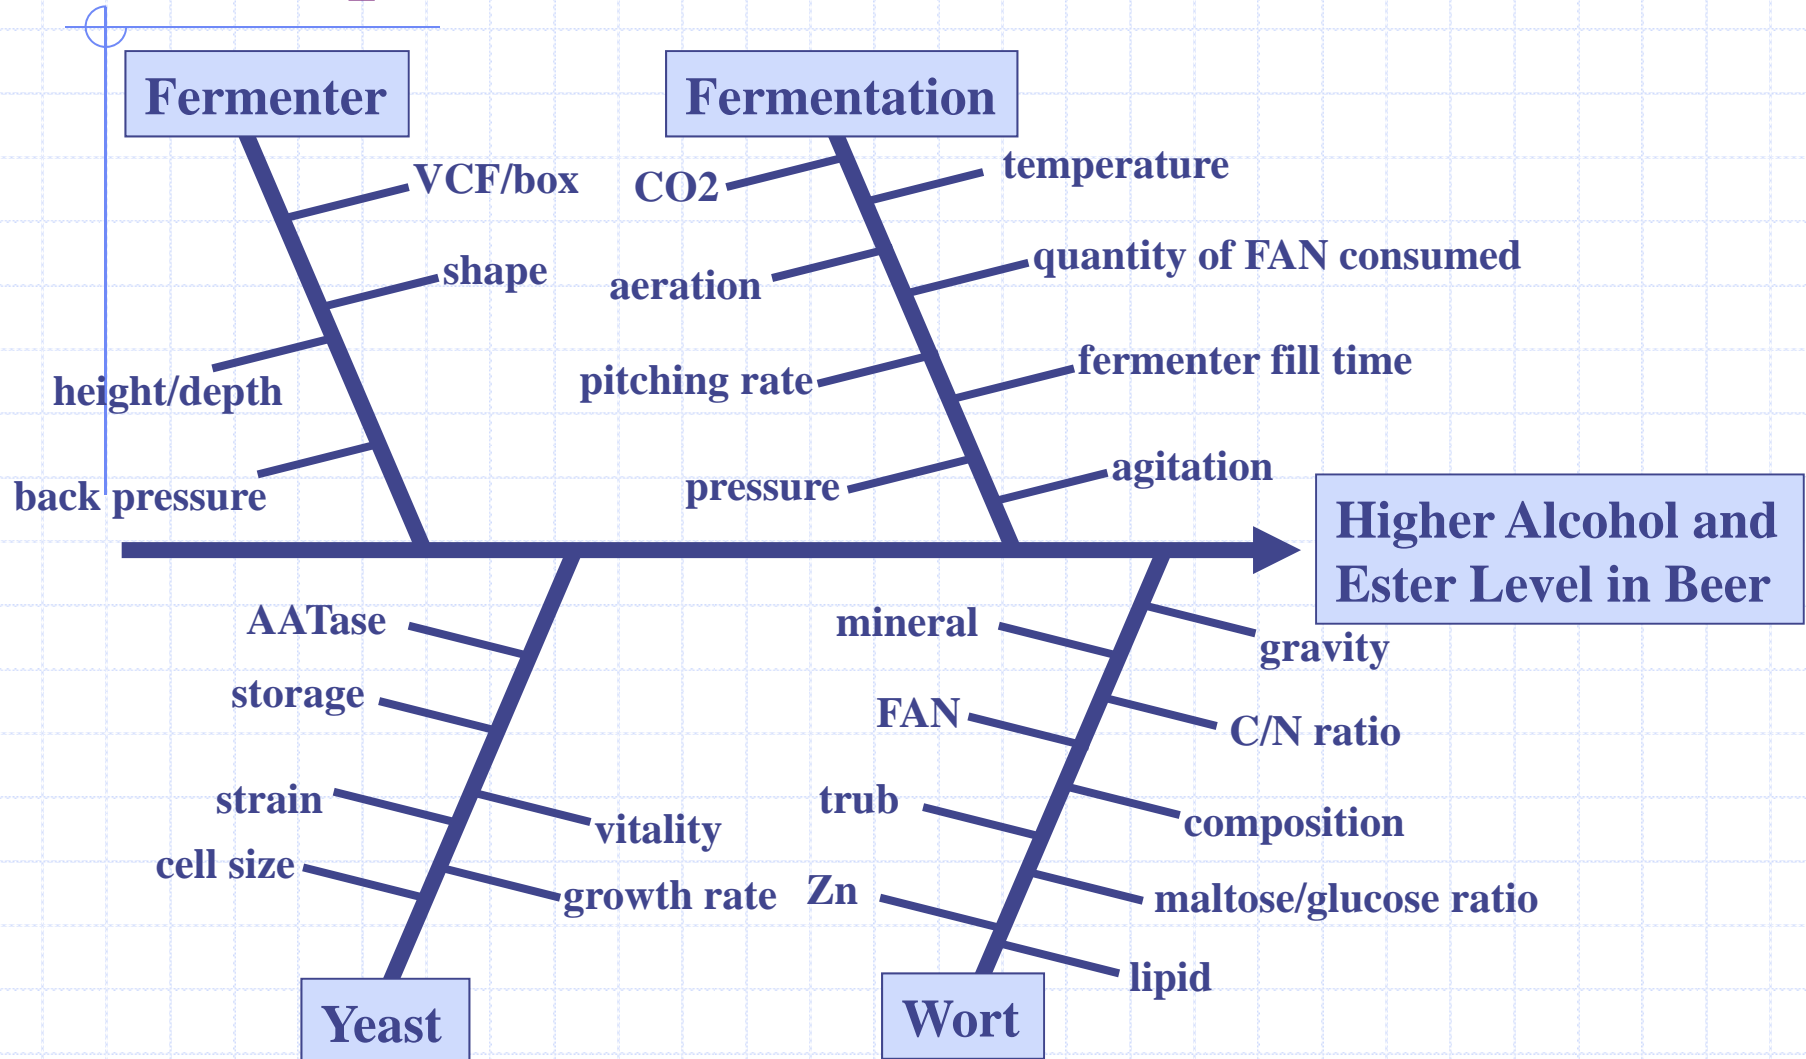 Fermenter
Fermentation
VCF/box
shape
height/depth
back pressure
CO2
temperature
aeration
quantity of FAN consumed
pitching rate
fermenter fill time
pressure
agitation
Higher Alcohol and
Ester Level in Beer
AATase
storage
strain
cell size
vitality
growth rate
Yeast
mineral
gravity
FAN
C/N ratio
trub
composition
Zn
maltose/glucose ratio
lipid
Wort